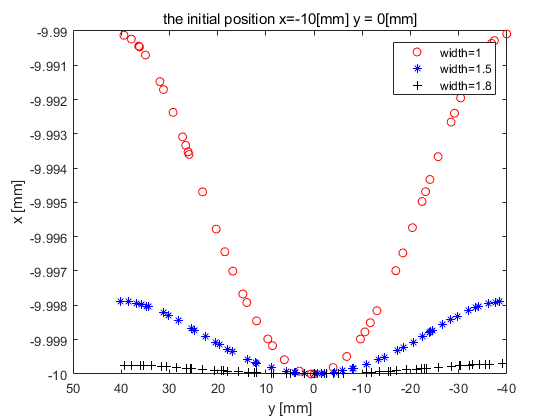 the initial position x=-10[mm] y = 0[mm]
-9.99
-9.991
-9.992
-9.993
-9.994
-9.995
-9.996
-9.997
-9.998
-9.999
-10
x [mm]
width=1
width=1.5
width=1.8
50 40 30 20 10 0 -10 -20 -30 -40
y [mm]